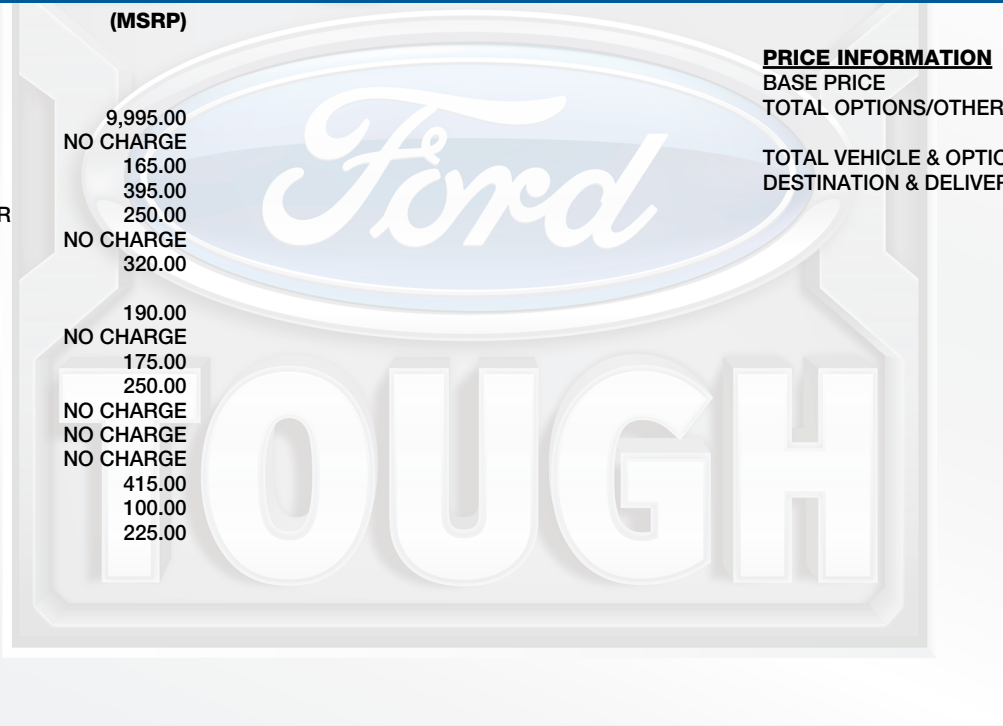 (MSRP)
PRICE INFORMATION
BASE PRICE
TOTAL OPTIONS/OTHER
TOTAL VEHICLE & OPTIO
DESTINATION & DELIVER
9,995.00
NO CHARGE
165.00
395.00
R 250.00
NO CHARGE
320.00
190.00
NO CHARGE
175.00
250.00
NO CHARGE
NO CHARGE
NO CHARGE
415.00
100.00
225.00
Ford
TOUGH